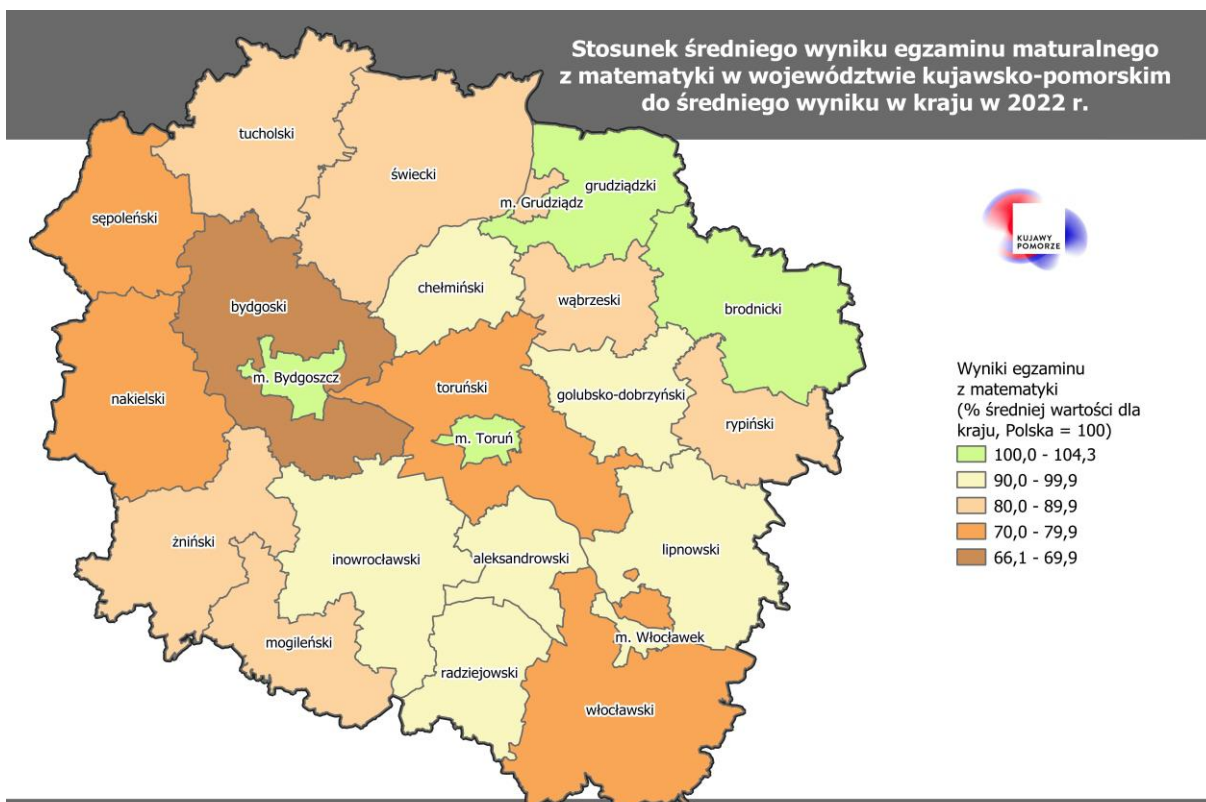 Stosunek średniego wyniku egzaminu maturalnego
z matematyki w województwie kujawsko-pomorskim
do średniego wyniku w kraju w 2022 r.
tucholski
świecki
grudziądzki
m. Grudziądz
sępoleński
KUJAWY
POMORZE
chełmiński
wąbrzeski
bydgoski
brodnicki
m. Bydgoszcz
toruński
golubsko-dobrzyński
nakielski
rypiński
m. Toruń
żniński
inowrocławski
aleksandrowski
lipnowski
mogileński
m. Włocławek
radziejowski
włocławski
Wyniki egzaminu
z matematyki
(% średniej wartości dla
kraju, Polska = 100)
100,0 - 104,3
90,0 - 99,9
80,0 - 89,9
70,0 - 79,9
66,1 - 69,9